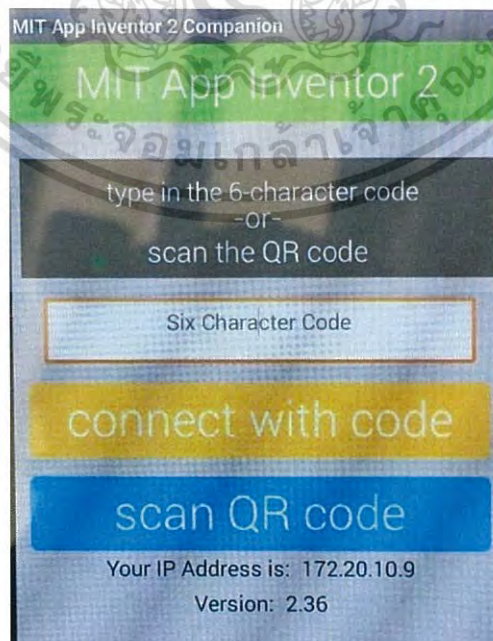 MIT App Inventor 2 Companion
MIT App Inventor 2
type in the 6-character code
-or-
scan the QR code
Six Character Code
connect with code
scan QR code
Your IP Address is: 172.20.10.9
Version: 2.36